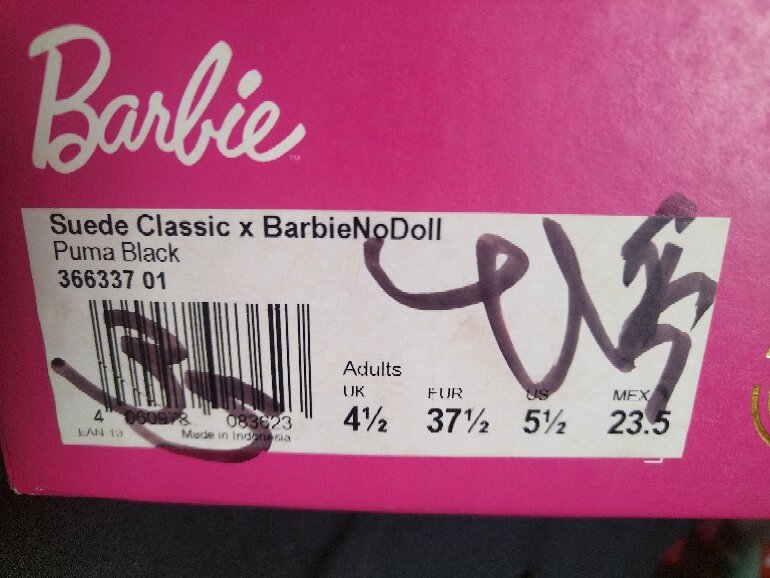 Barbie
Suede Classic x BarbieNoDoll
Puma Black
366337 01
Adults
UK EUR US MEX
4½ 37½ 5½ 23.5
4 060978 083623
EAN 13 Made in Indonesia